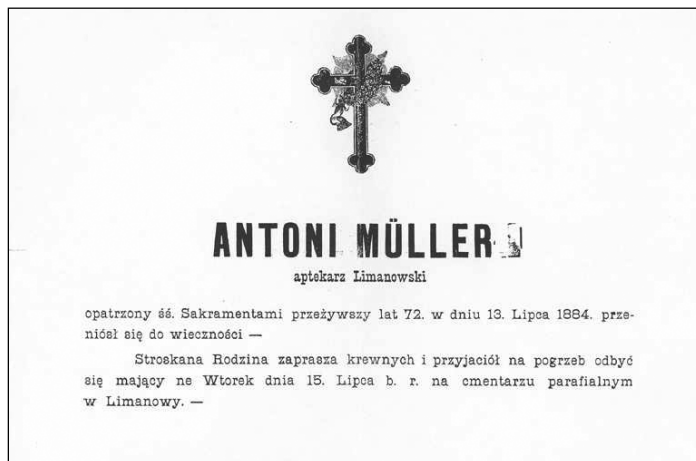 ANTONI MÜLLER
aptekarz Limanowski
opatrzony śś. Sakramentami przeżywszy lat 72, w dniu 13. Lipca 1884, prze-
niósł się do wieczności —
Stroskana Rodzina zaprasza krewnych i przyjaciół na pogrzeb odbyć
się mający ne Wtorek dnia 15. Lipca b. r. na cmentarzu parafialnym
w Limanowy. —